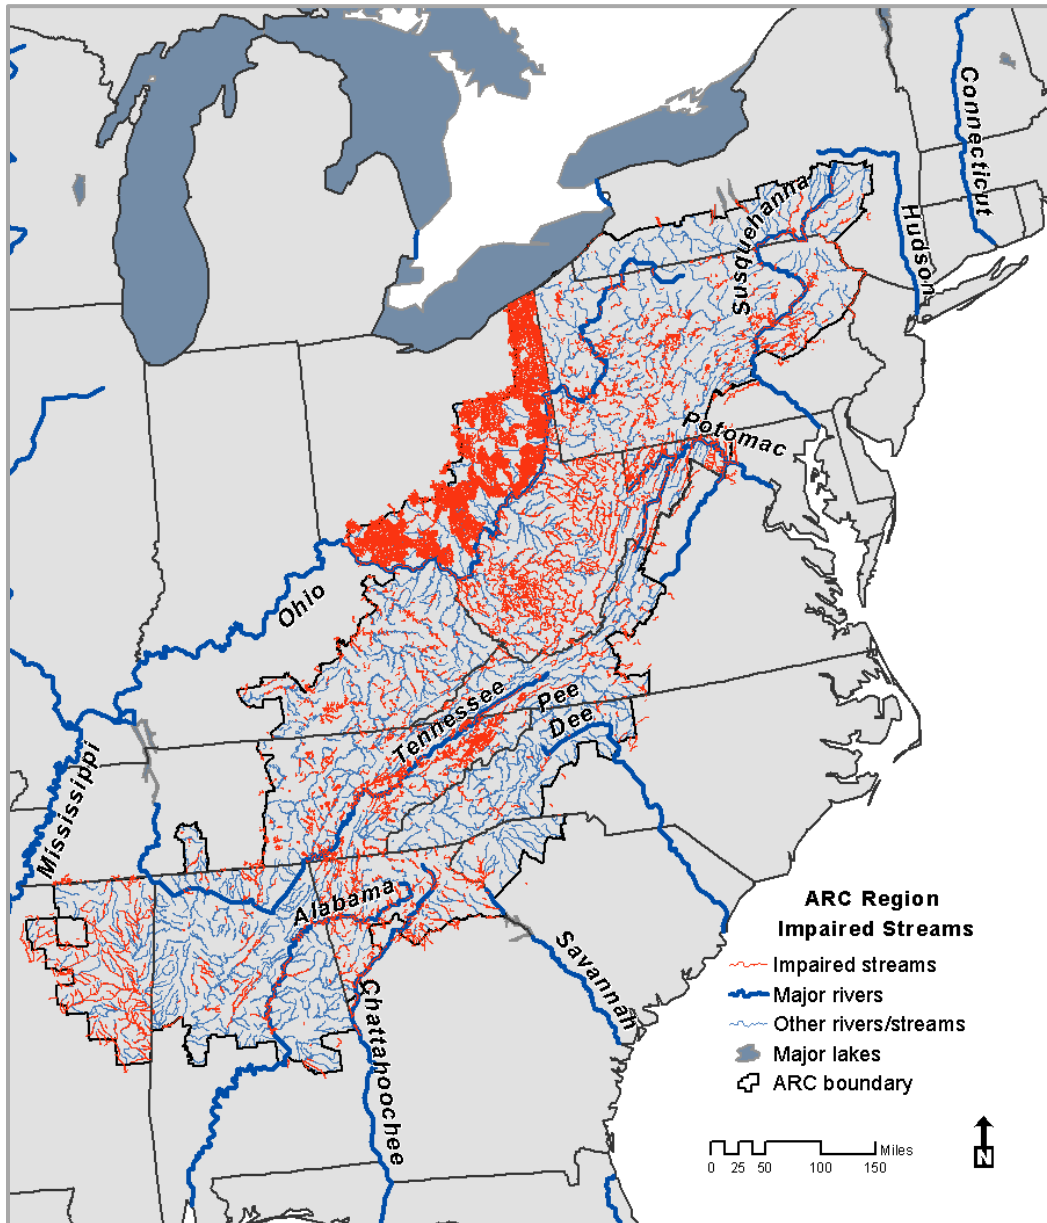 Connecticut
Hudson
Susquehanna
Potomac
Ohio
Tennessee
Pee
Dee
Mississippi
Alabama
Chattahoochee
Savannah
ARC Region
Impaired Streams
Impaired streams
Major rivers
Other rivers/streams
Major lakes
ARC boundary
0 25 50 100 150 Miles
N